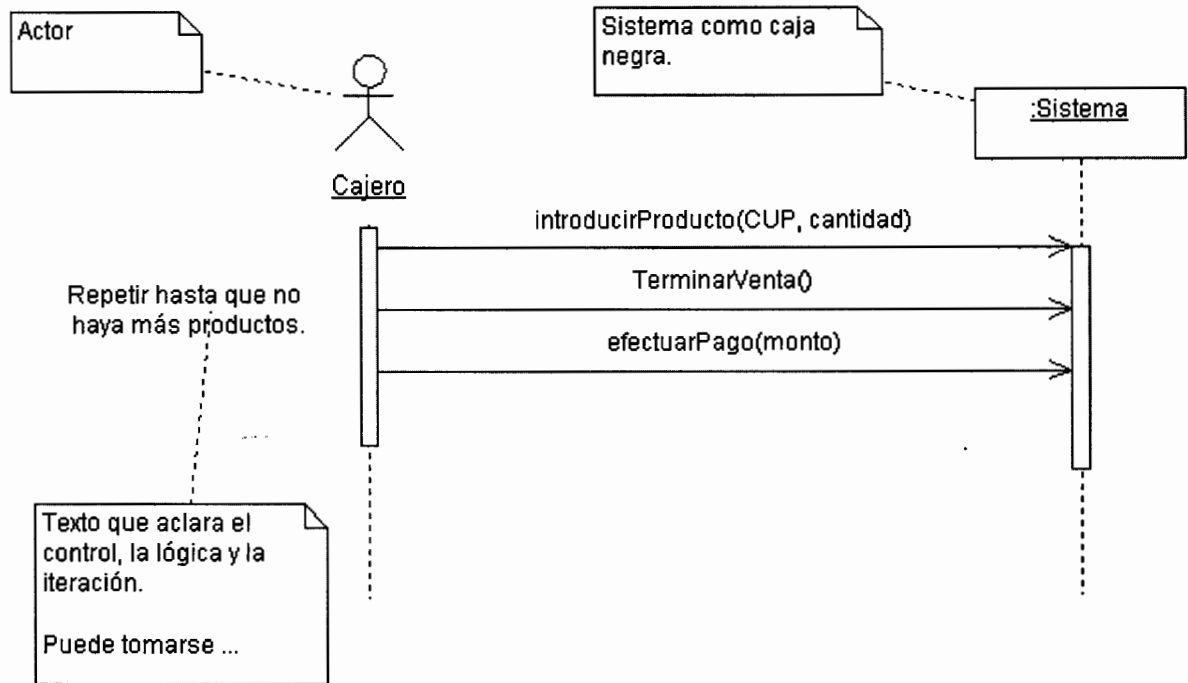 Actor
Sistema como caja
negra.
:Sistema
Cajero
introducirProducto(CUP, cantidad)
TerminarVenta()
Repetir hasta que no
haya más productos.
efectuarPago(monto)
Texto que aclara el
control, la lógica y la
iteración.
Puede tomarse ...